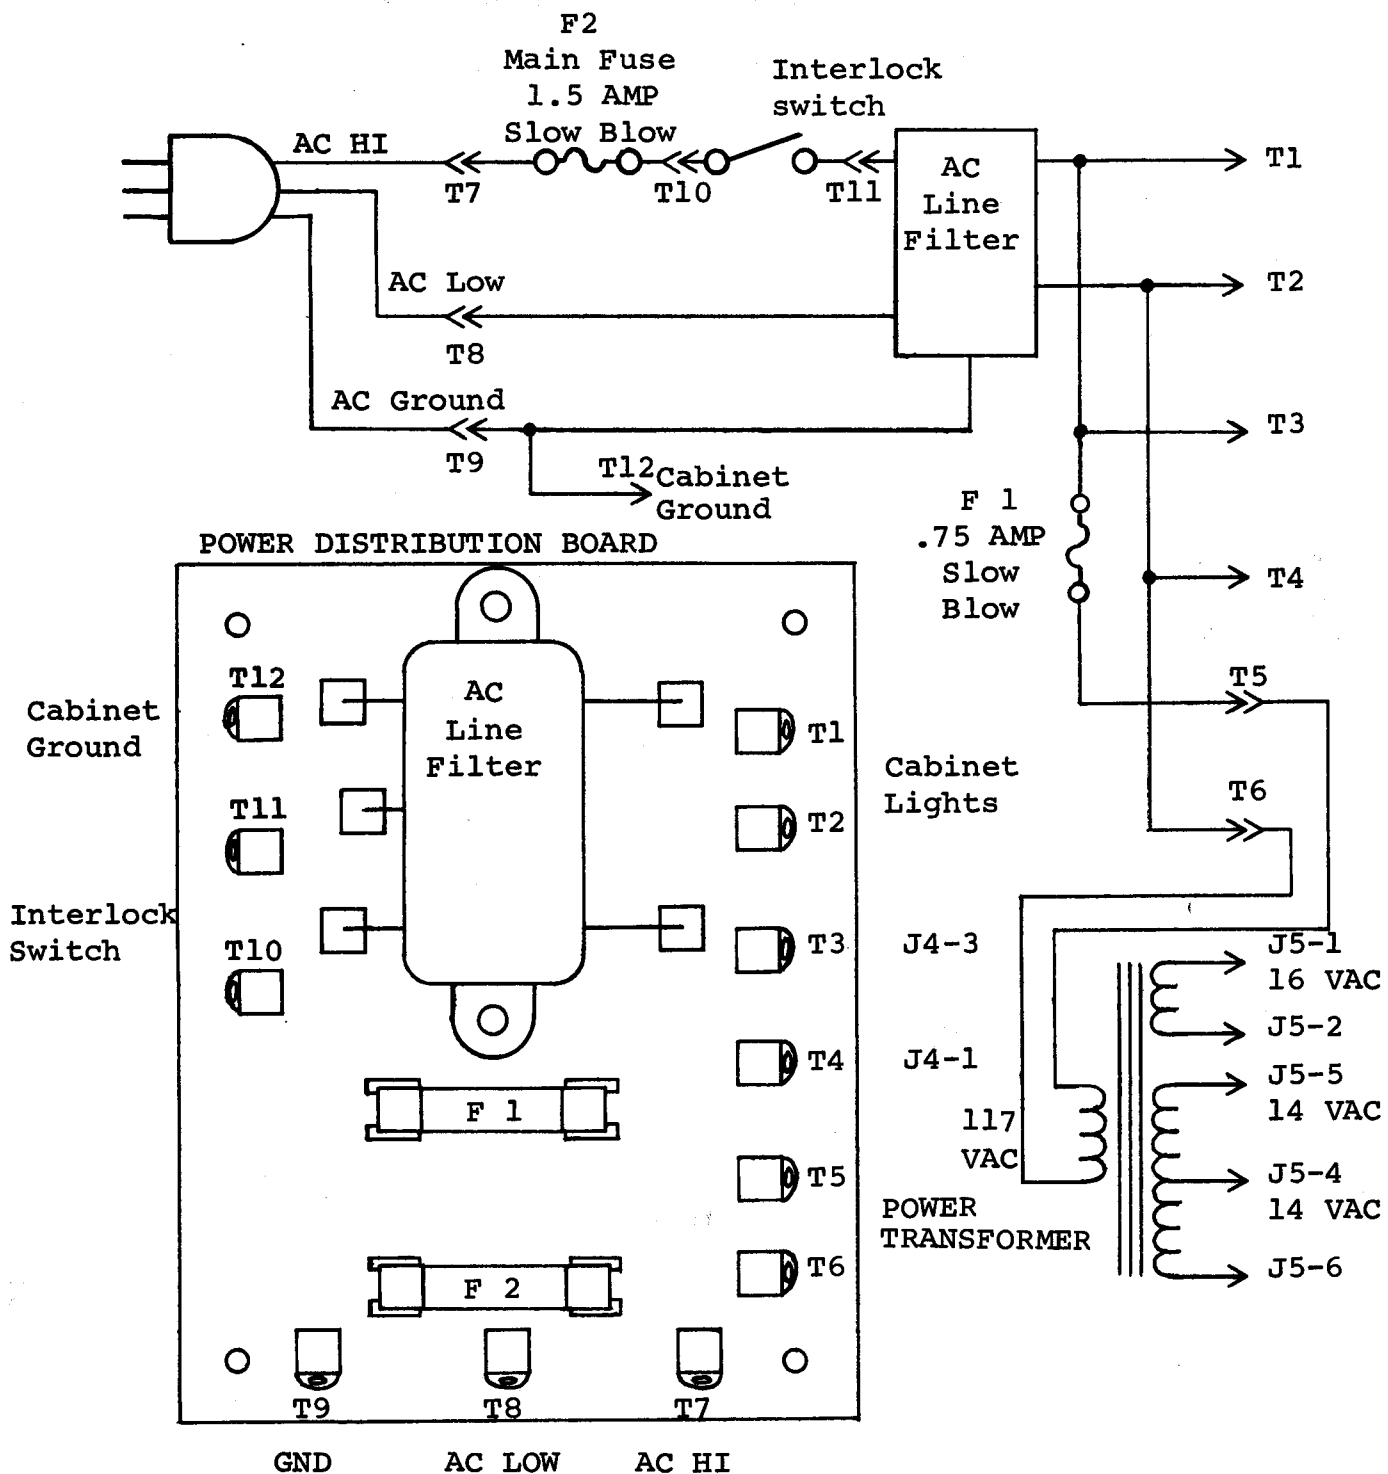 F2
Main Fuse
1.5 AMP
Slow Blow
Interlock
switch
AC HI
T7
T10
T11
AC
Line
Filter
T1
AC Low
T8
T2
AC Ground
T9
T12
Cabinet
Ground
T3
F 1
.75 AMP
Slow
Blow
T4
T5
T6
POWER DISTRIBUTION BOARD
T12
Cabinet
Ground
AC
Line
Filter
T1
Cabinet
Lights
T11
T2
Interlock
Switch
T10
T3
J4-3
T4
J4-1
F 1
T5
F 2
T6
T9
T8
T7
GND
AC LOW
AC HI
117
VAC
POWER
TRANSFORMER
J5-1
16 VAC
J5-2
J5-5
14 VAC
J5-4
14 VAC
J5-6